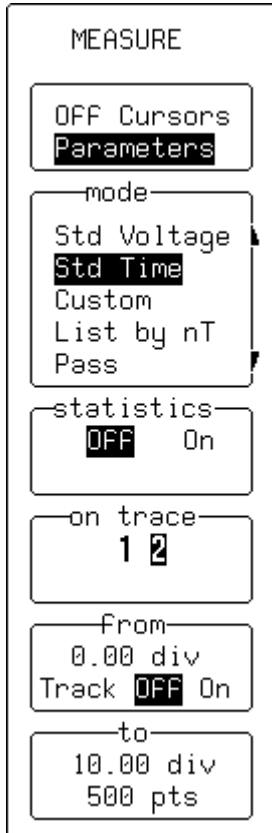 MEASURE
OFF Cursors
Parameters
mode
Std Voltage
Std Time
Custom
List by nT
Pass
statistics
OFF On
on trace
1 2
from
0.00 div
Track OFF On
to
10.00 div
500 pts